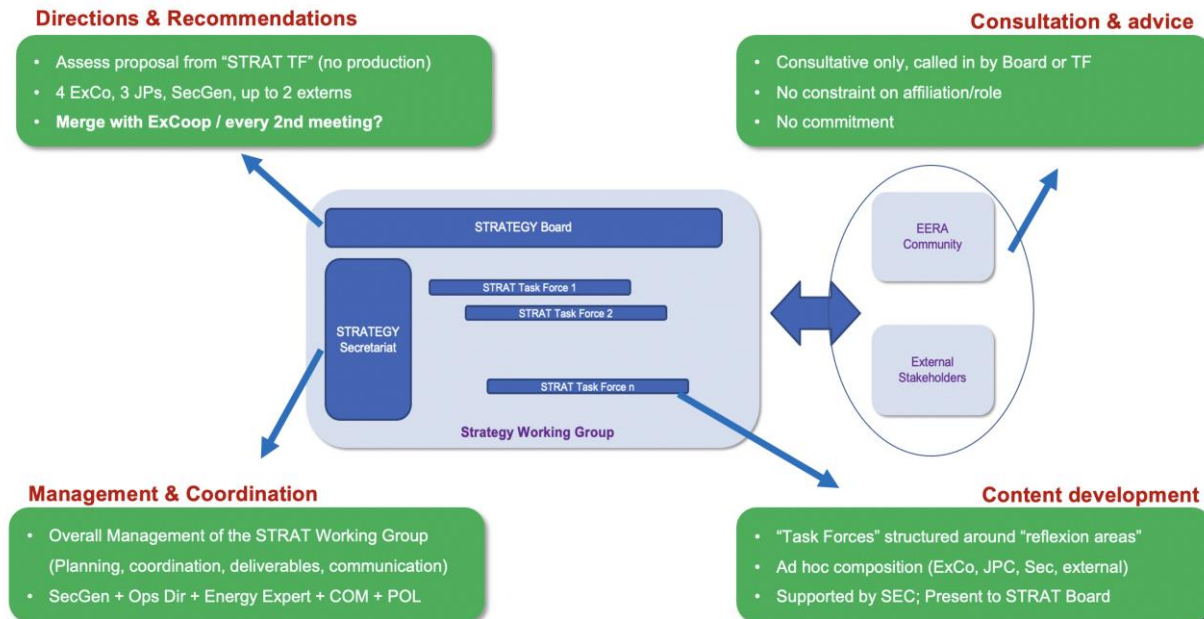 Directions & Recommendations
• Assess proposal from “STRAT TF” (no production)
• 4 ExCo, 3 JPs, SecGen, up to 2 externs
• Merge with ExCoop / every 2nd meeting?
Consultation & advice
• Consultative only, called in by Board or TF
• No constraint on affiliation/role
• No commitment
STRATEGY Board
STRATEGY
Secretariat
STRAT Task Force 1
STRAT Task Force 2
STRAT Task Force n
Strategy Working Group
EERA
Community
External
Stakeholders
Management & Coordination
• Overall Management of the STRAT Working Group
(Planning, coordination, deliverables, communication)
• SecGen + Ops Dir + Energy Expert + COM + POL
Content development
• “Task Forces” structured around “reflexion areas”
• Ad hoc composition (ExCo, JPC, Sec, external)
• Supported by SEC; Present to STRAT Board